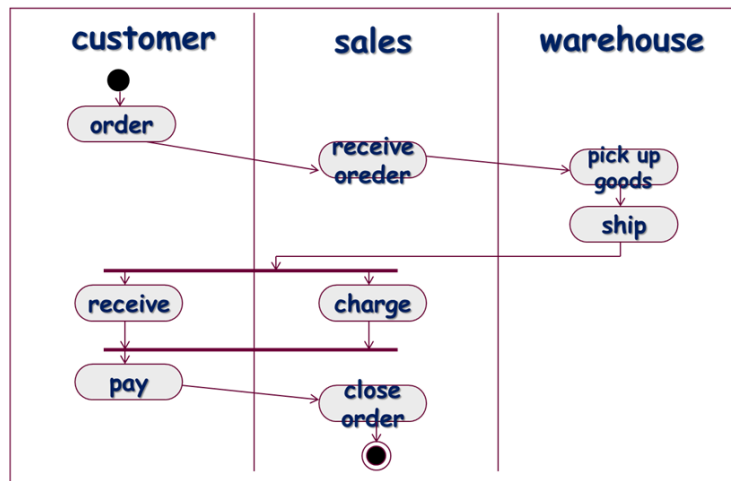 customer
sales
warehouse
order
receive
oreder
pick up
goods
ship
receive
charge
pay
close
order